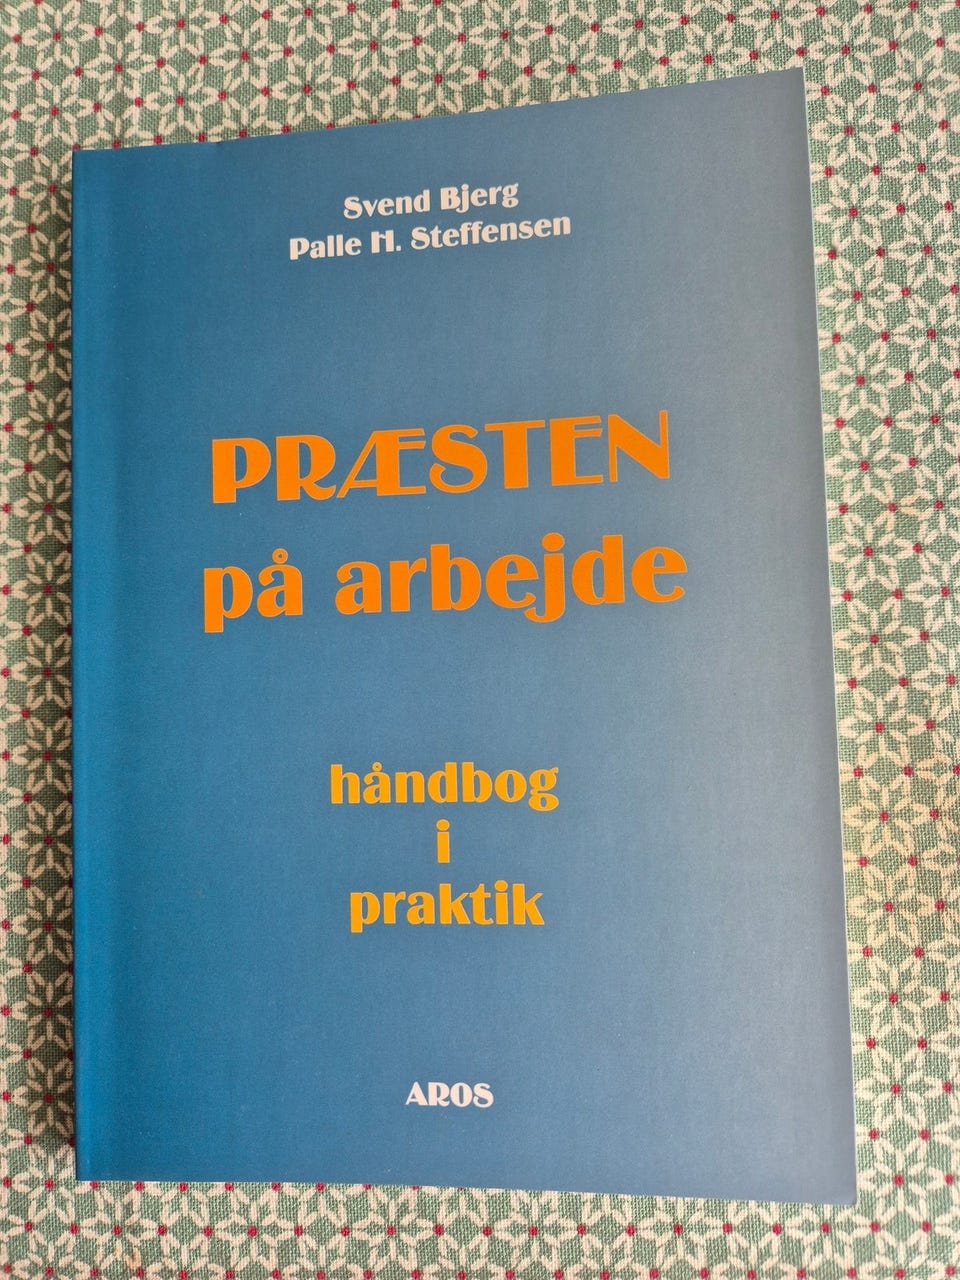 Svend Bjerg
Palle H. Steffensen
PRÆSTEN
på arbejde
håndbog
i
praktik
AROS